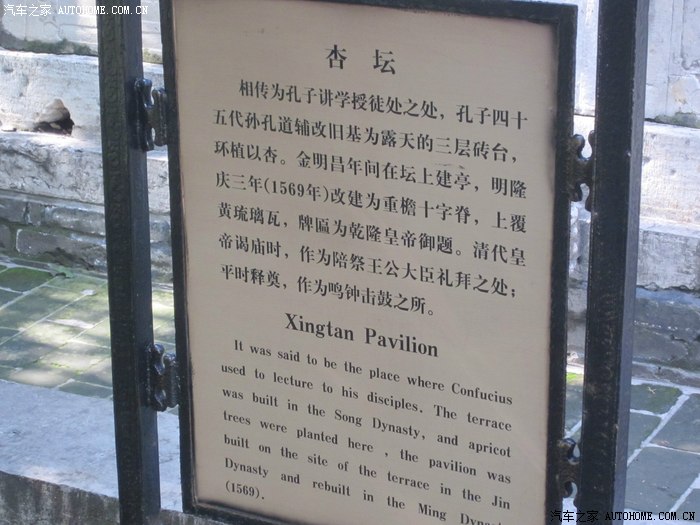 汽车之家 AUTOHOME.COM.CN
杏 坛
相传为孔子讲学授徒处之处，孔子四十
五代孙孔道辅改旧基为露天的三层砖台，
环植以杏。金明昌年间在坛上建亭，明隆
庆三年(1569年)改建为重檐十字脊，上覆
黄琉璃瓦，牌匾为乾隆皇帝御题。清代皇
帝谒庙时，作为陪祭王公大臣礼拜之处；
平时释奠，作为鸣钟击鼓之所。
Xingtan Pavilion
It was said to be the place where Confucius
used to lecture to his disciples. The terrace
was built in the Song Dynasty, and apricot
trees were planted here , the pavilion was
built on the site of the terrace in the Jin
Dynasty and rebuilt in the Ming
(1569).
汽车之家 AUTOHOME.COM.CN